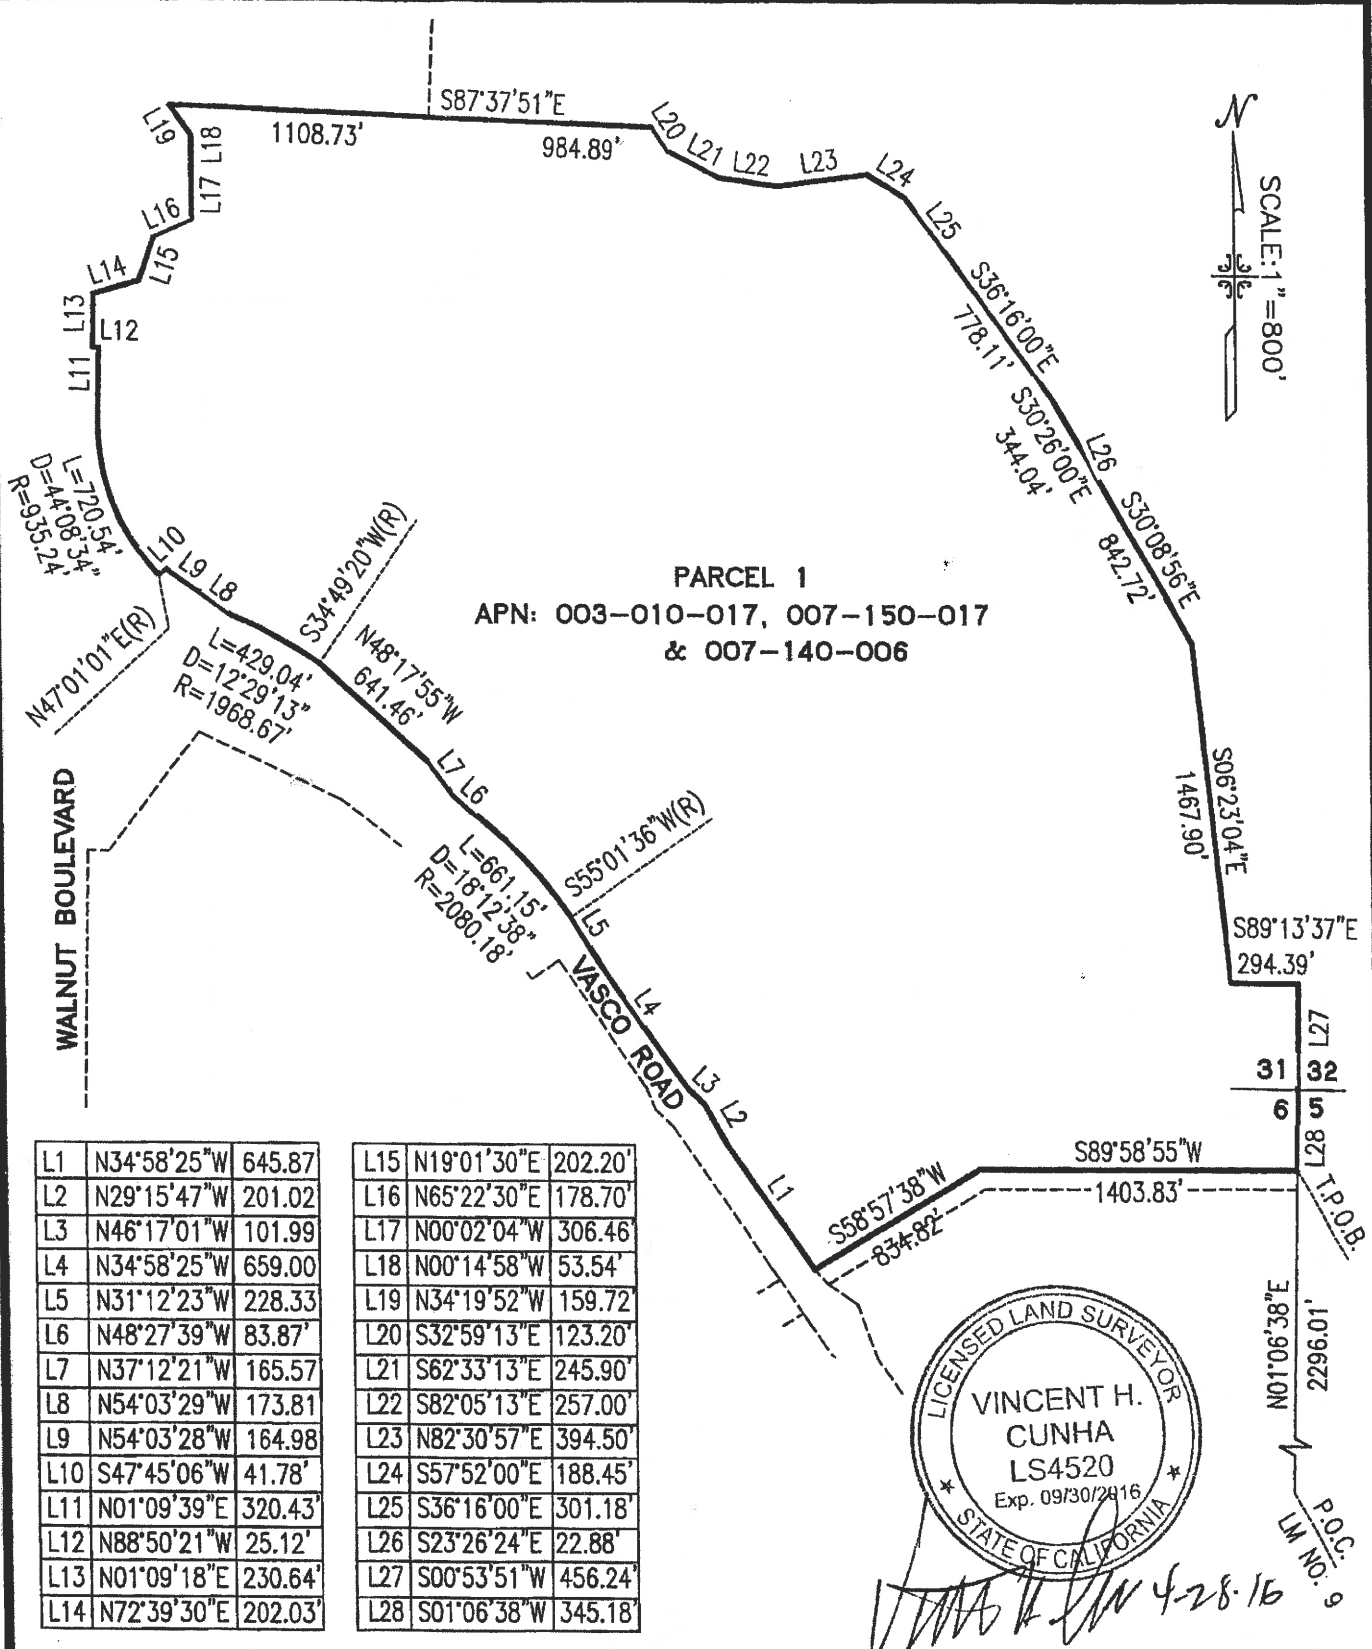 S87°37'51"E
1108.73'
984.89'
L19
L18
L17
L16
L15
L14
L13
L12
L11
L20
L21
L22
L23
L24
L25
N
SCALE: 1"=800'
S36°16'00"E
778.11'
S30°26'00"E
344.04'
L26
S30°08'56"E
842.72'
L=720.54'
D=44°08'34"
R=935.24'
L10
L9
L8
S34°49'20"W(R)
N47°01'01"E(R)
L=429.04'
D=12°29'13"
R=1968.67'
N48°17'55"W
641.46'
PARCEL 1
APN: 003-010-017, 007-150-017
& 007-140-006
L7
L6
L=661.15'
D=18°12'38"
R=2080.18'
S55°01'36"W(R)
L5
WALNUT BOULEVARD
VASCO ROAD
L4
L3
L2
L1
S06°23'04"E
1467.90'
S89°13'37"E
294.39'
L27
31 32
6 5
L28
T.P.O.B.
S89°58'55"W
1403.83'
S58°57'38"W
834.82'
N01°06'38"E
2296.01'
P.O.C.
LM NO. 9
L1 N34°58'25"W 645.87
L2 N29°15'47"W 201.02
L3 N46°17'01"W 101.99
L4 N34°58'25"W 659.00
L5 N31°12'23"W 228.33
L6 N48°27'39"W 83.87'
L7 N37°12'21"W 165.57
L8 N54°03'29"W 173.81
L9 N54°03'28"W 164.98
L10 S47°45'06"W 41.78'
L11 N01°09'39"E 320.43'
L12 N88°50'21"W 25.12'
L13 N01°09'18"E 230.64'
L14 N72°39'30"E 202.03'
L15 N19°01'30"E 202.20'
L16 N65°22'30"E 178.70'
L17 N00°02'04"W 306.46
L18 N00°14'58"W 53.54'
L19 N34°19'52"W 159.72'
L20 S32°59'13"E 123.20'
L21 S62°33'13"E 245.90'
L22 S82°05'13"E 257.00'
L23 N82°30'57"E 394.50'
L24 S57°52'00"E 188.45'
L25 S36°16'00"E 301.18'
L26 S23°26'24"E 22.88'
L27 S00°53'51"W 456.24'
L28 S01°06'38"W 345.18'
LICENSED LAND SURVEYOR
VINCENT H.
CUNHA
LS4520
Exp. 09/30/2016
STATE OF CALIFORNIA
4-28-16